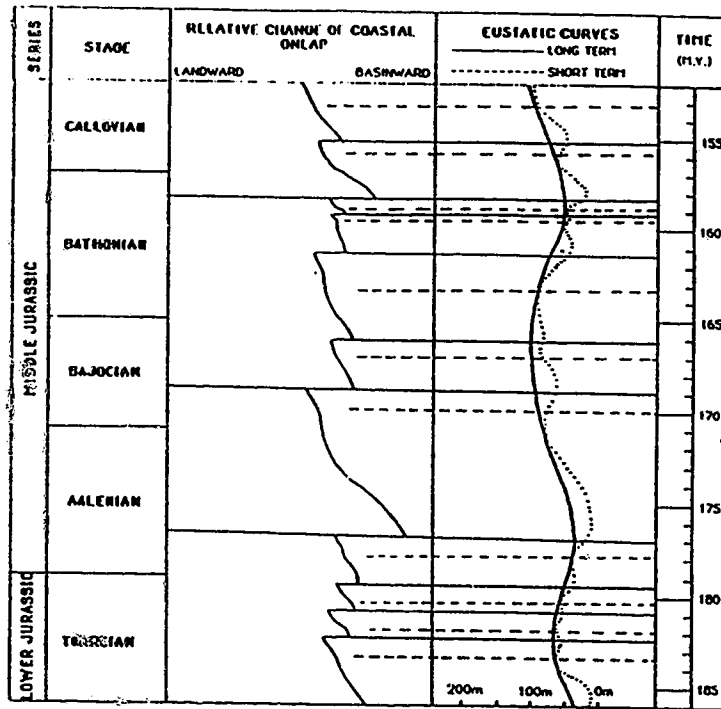 SERIES
STAGE
RELATIVE CHANGE OF COASTAL
ONLAP
LANDWARD
BASINWARD
EUSTATIC CURVES
LONG TERM
SHORT TERM
TIME
(M.Y.)
MIDDLE JURASSIC
LOWER JURASSIC
CALLOVIAN
BATHONIAN
BAJOCIAN
AALENIAN
TOARCIAN
155
160
165
170
175
180
185
200m
100m
0m